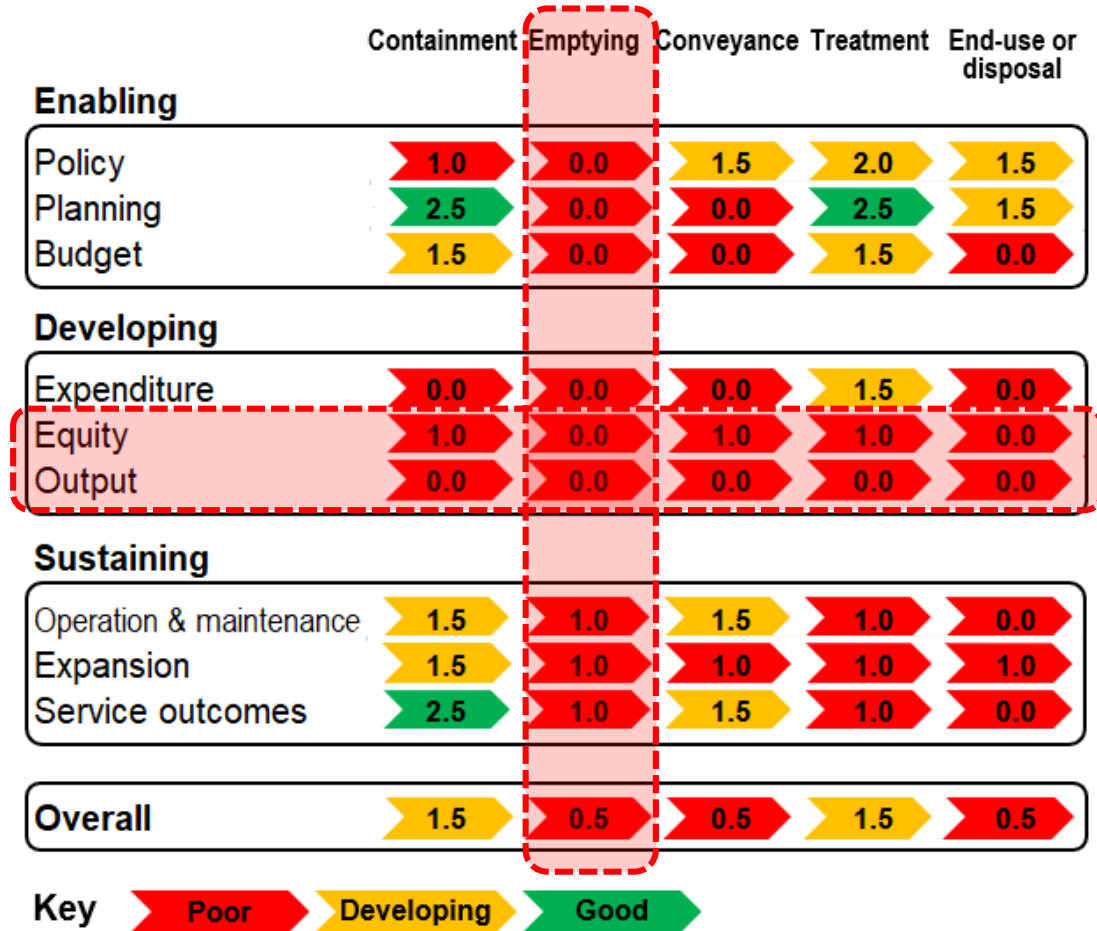 Containment Emptying Conveyance Treatment End-use or
disposal
Enabling
Policy 1.0 0.0 1.5 2.0 1.5
Planning 2.5 0.0 0.0 2.5 1.5
Budget 1.5 0.0 0.0 1.5 0.0
Developing
Expenditure 0.0 0.0 0.0 1.5 0.0
Equity 1.0 0.0 1.0 1.0 0.0
Output 0.0 0.0 0.0 0.0 0.0
Sustaining
Operation & maintenance 1.5 1.0 1.5 1.0 0.0
Expansion 1.5 1.0 1.0 1.0 1.0
Service outcomes 2.5 1.0 1.5 1.0 0.0
Overall 1.5 0.5 0.5 1.5 0.5
Key Poor Developing Good